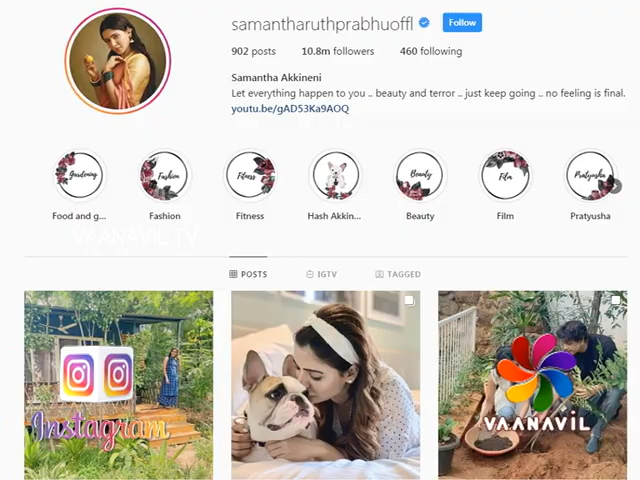 samantharuthprabhuoffl
Follow
902 posts 10.8m followers 460 following
Samantha Akkineni
Let everything happen to you .. beauty and terror .. just keep going .. no feeling is final.
youtu.be/gAD53Ka9AOQ
Gardening Fashion Fitness Beauty Film Pratyusha
Food and g... Fashion Fitness Hash Akkin... Beauty Film Pratyusha
VAANAVIL TV
POSTS IGTV TAGGED
Instagram
VAANAVIL